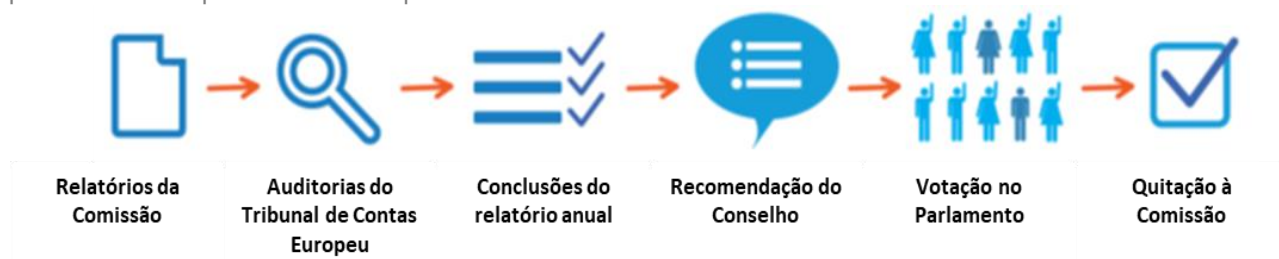 Relatórios da
Comissão
Auditorias do
Tribunal de Contas
Europeu
Conclusões do
relatório anual
Recomendação do
Conselho
Votação no
Parlamento
Quitação à
Comissão